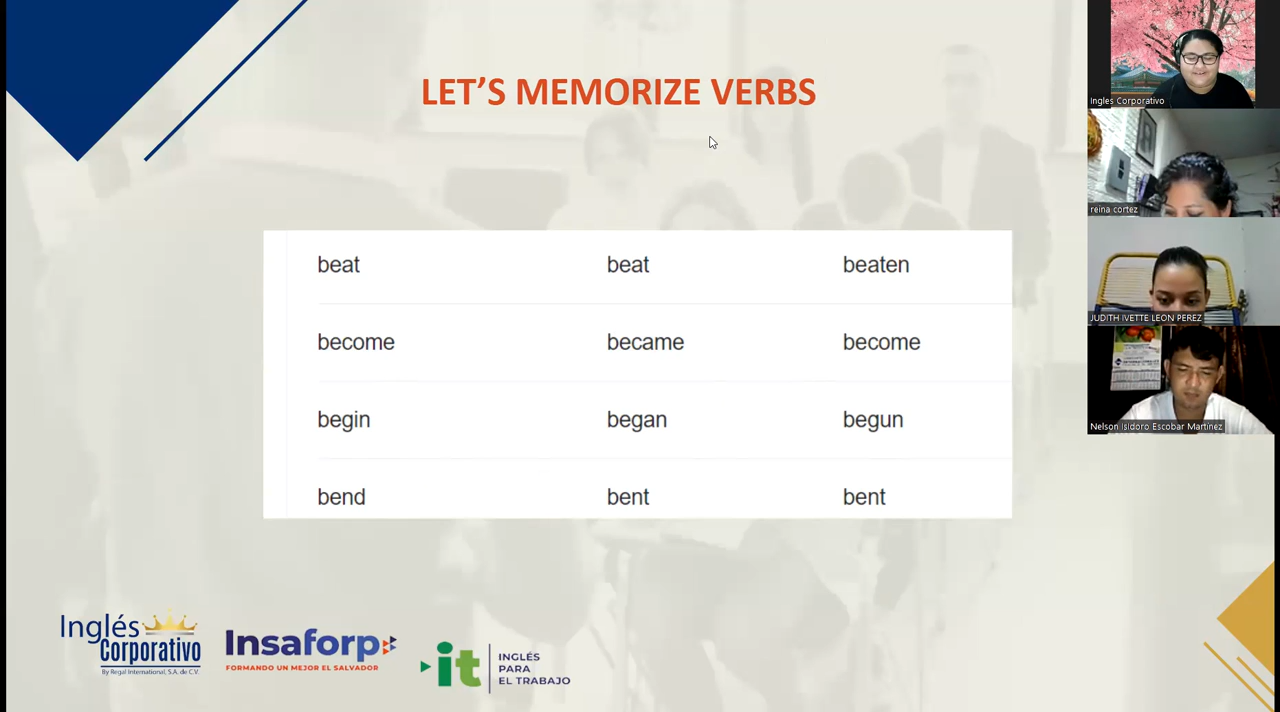 LET'S MEMORIZE VERBS
beat beat beaten
become became become
begin began begun
bend bent bent
Inglés
Corporativo
By Regal International, S.A. de C.V.
Insaforp
FORMANDO UN MEJOR EL SALVADOR
it
INGLÉS
PARA
EL TRABAJO
Ingles Corporativo
reina cortez
JUDITH IVETTE LEON PEREZ
Nelson Isidoro Escobar Martínez